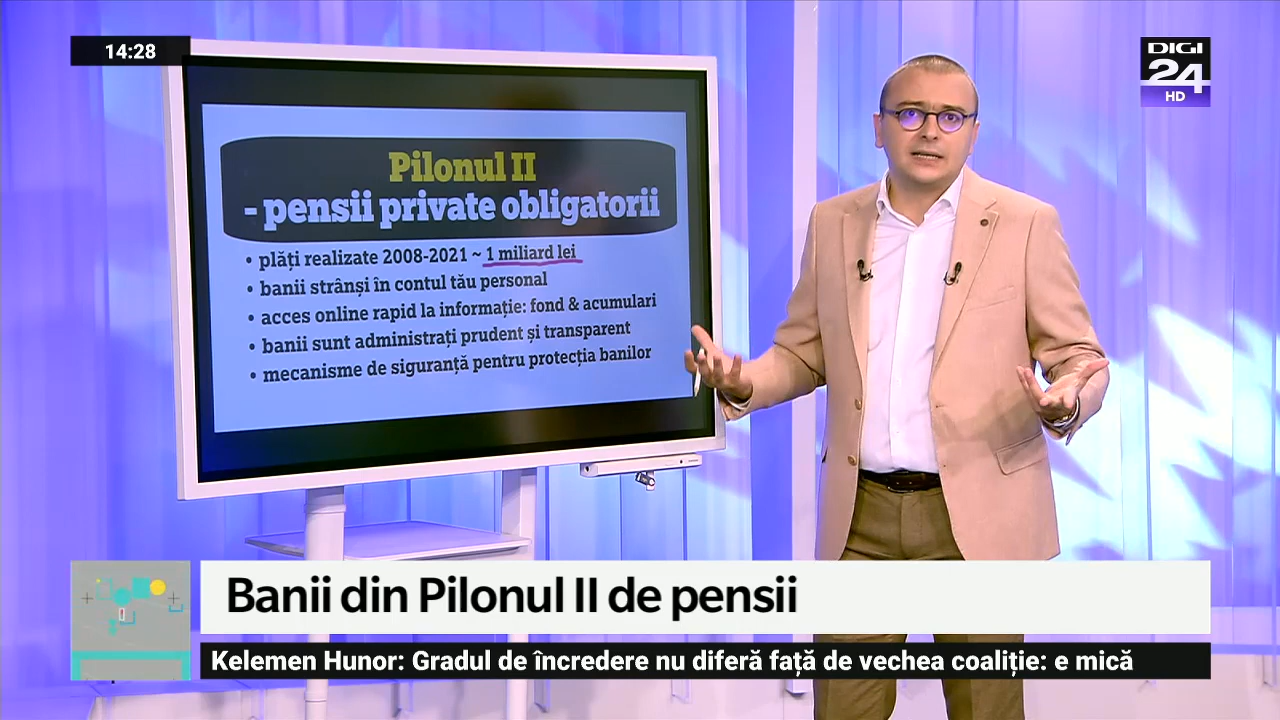 14:28
DIGI
24
HD
Pilonul II
- pensii private obligatorii
• plăți realizate 2008-2021 ~ 1 miliard lei
• banii strânși în contul tău personal
• acces online rapid la informație: fond & acumulari
• banii sunt administrați prudent și transparent
• mecanisme de siguranță pentru protecția banilor
Banii din Pilonul II de pensii
Kelemen Hunor: Gradul de încredere nu diferă față de vechea coaliție: e mică